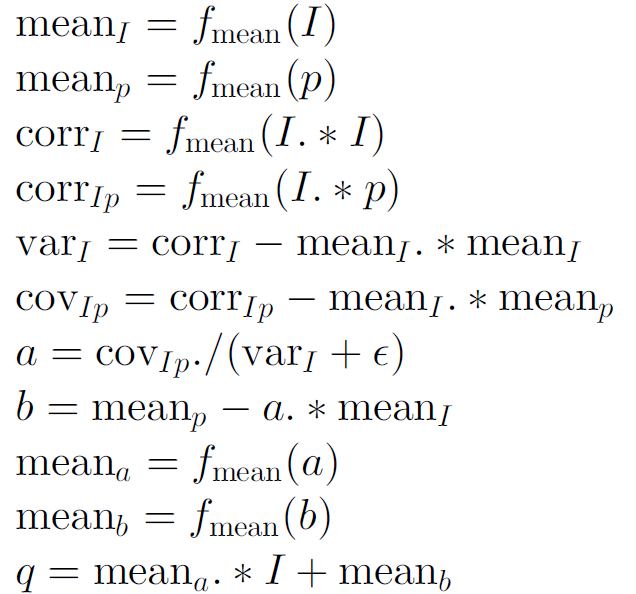 mean_I = f_mean(I)
mean_p = f_mean(p)
corr_I = f_mean(I. * I)
corr_Ip = f_mean(I. * p)
var_I = corr_I − mean_I. * mean_I
cov_Ip = corr_Ip − mean_I. * mean_p
a = cov_Ip./(var_I + ϵ)
b = mean_p − a. * mean_I
mean_a = f_mean(a)
mean_b = f_mean(b)
q = mean_a. * I + mean_b